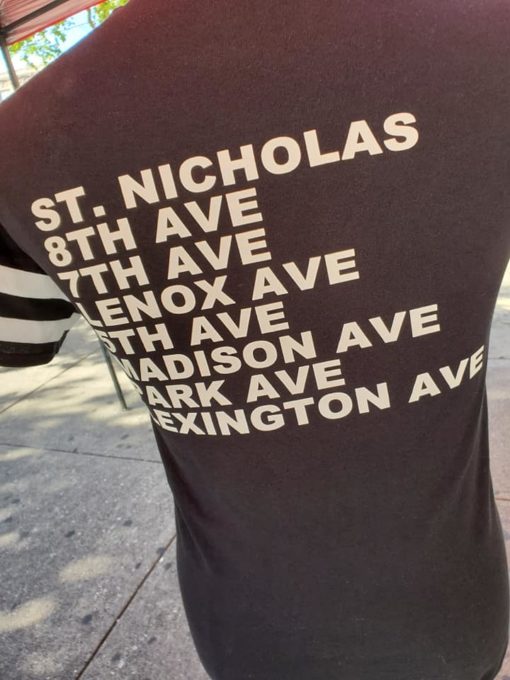 ST. NICHOLAS
8TH AVE
7TH AVE
LENOX AVE
5TH AVE
MADISON AVE
PARK AVE
LEXINGTON AVE